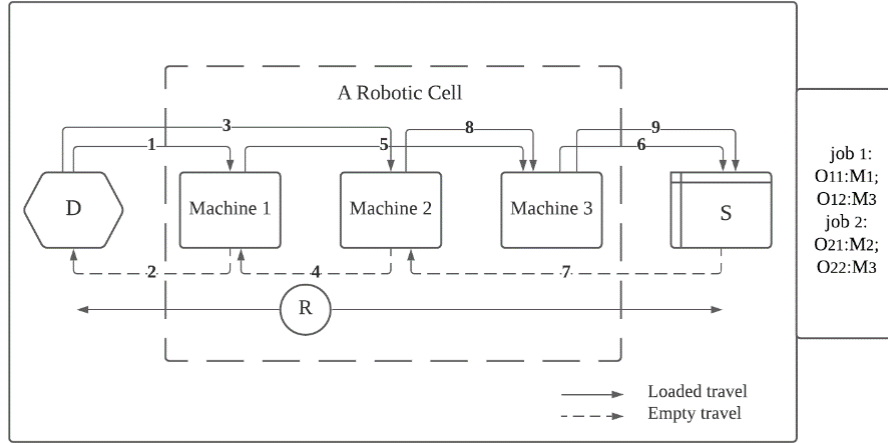 A Robotic Cell
3
8
9
1
5
6
D
Machine 1
Machine 2
Machine 3
S
2
4
7
R
Loaded travel
Empty travel
job 1:
O11:M1;
O12:M3
job 2:
O21:M2;
O22:M3